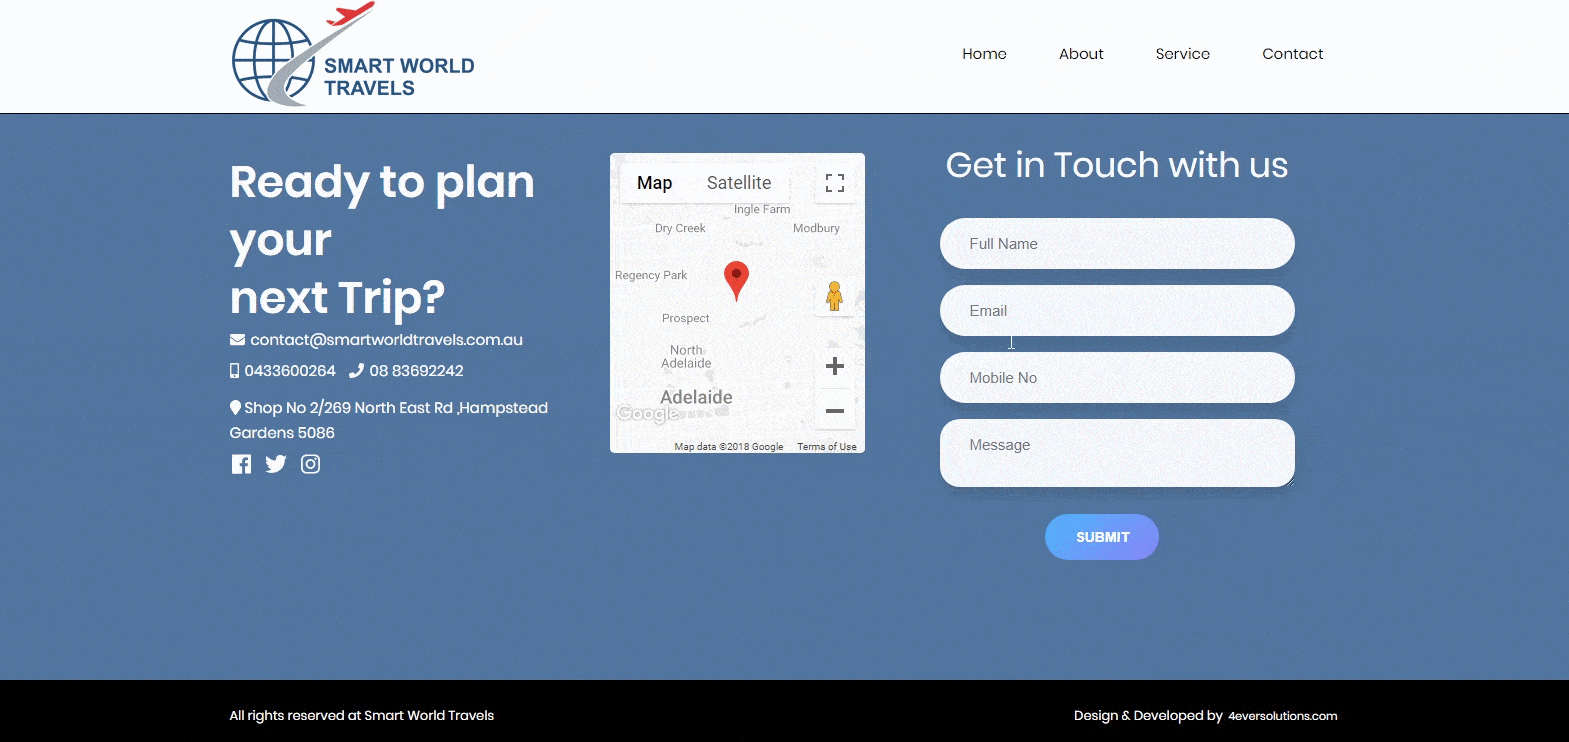 SMART WORLD
TRAVELS
Home About Service Contact
Ready to plan
your
next Trip?
contact@smartworldtravels.com.au
0433600264 08 83692242
Shop No 2/269 North East Rd ,Hampstead
Gardens 5086
Map Satellite
Ingle Farm
Dry Creek Modbury
Regency Park
Prospect
North
Adelaide
Adelaide
Google
Map data ©2018 Google Terms of Use
Get in Touch with us
Full Name
Email
Mobile No
Message
SUBMIT
All rights reserved at Smart World Travels
Design & Developed by 4eversolutions.com